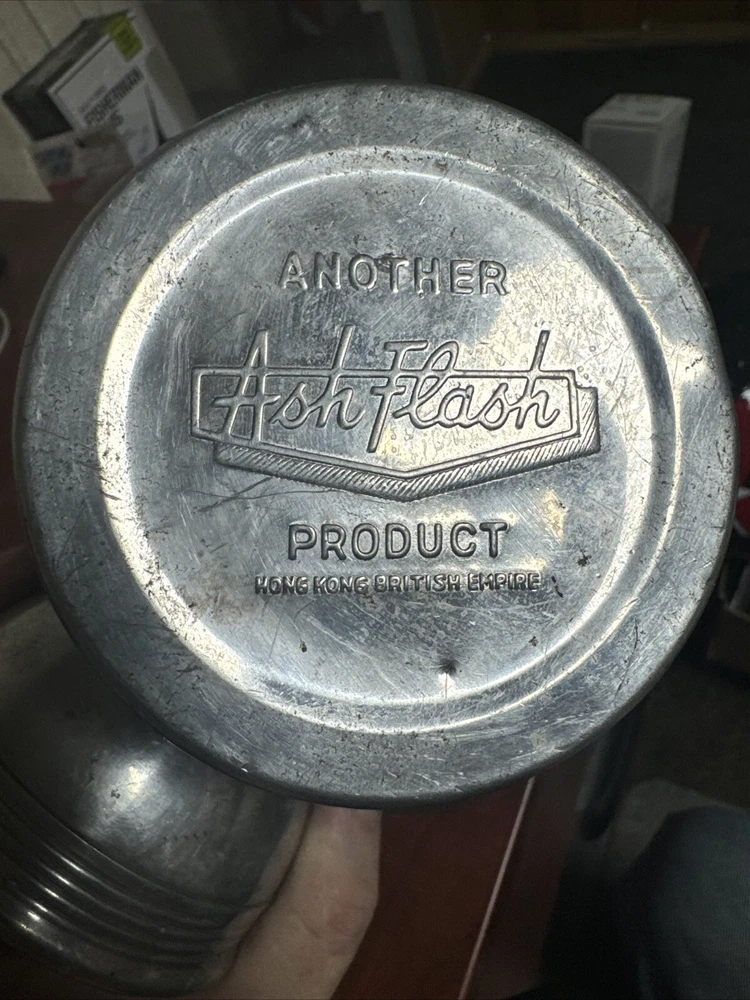 ANOTHER
Ash Flash
PRODUCT
HONG KONG BRITISH EMPIRE